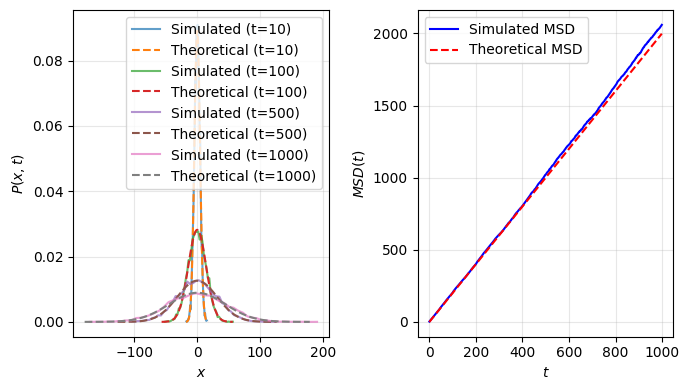 0.08
0.06
0.04
0.02
0.00
P(x, t)
Simulated (t=10)
Theoretical (t=10)
Simulated (t=100)
Theoretical (t=100)
Simulated (t=500)
Theoretical (t=500)
Simulated (t=1000)
Theoretical (t=1000)
−100 0 100 200
x
2000
1500
1000
500
0
MSD(t)
Simulated MSD
Theoretical MSD
0 200 400 600 800 1000
t